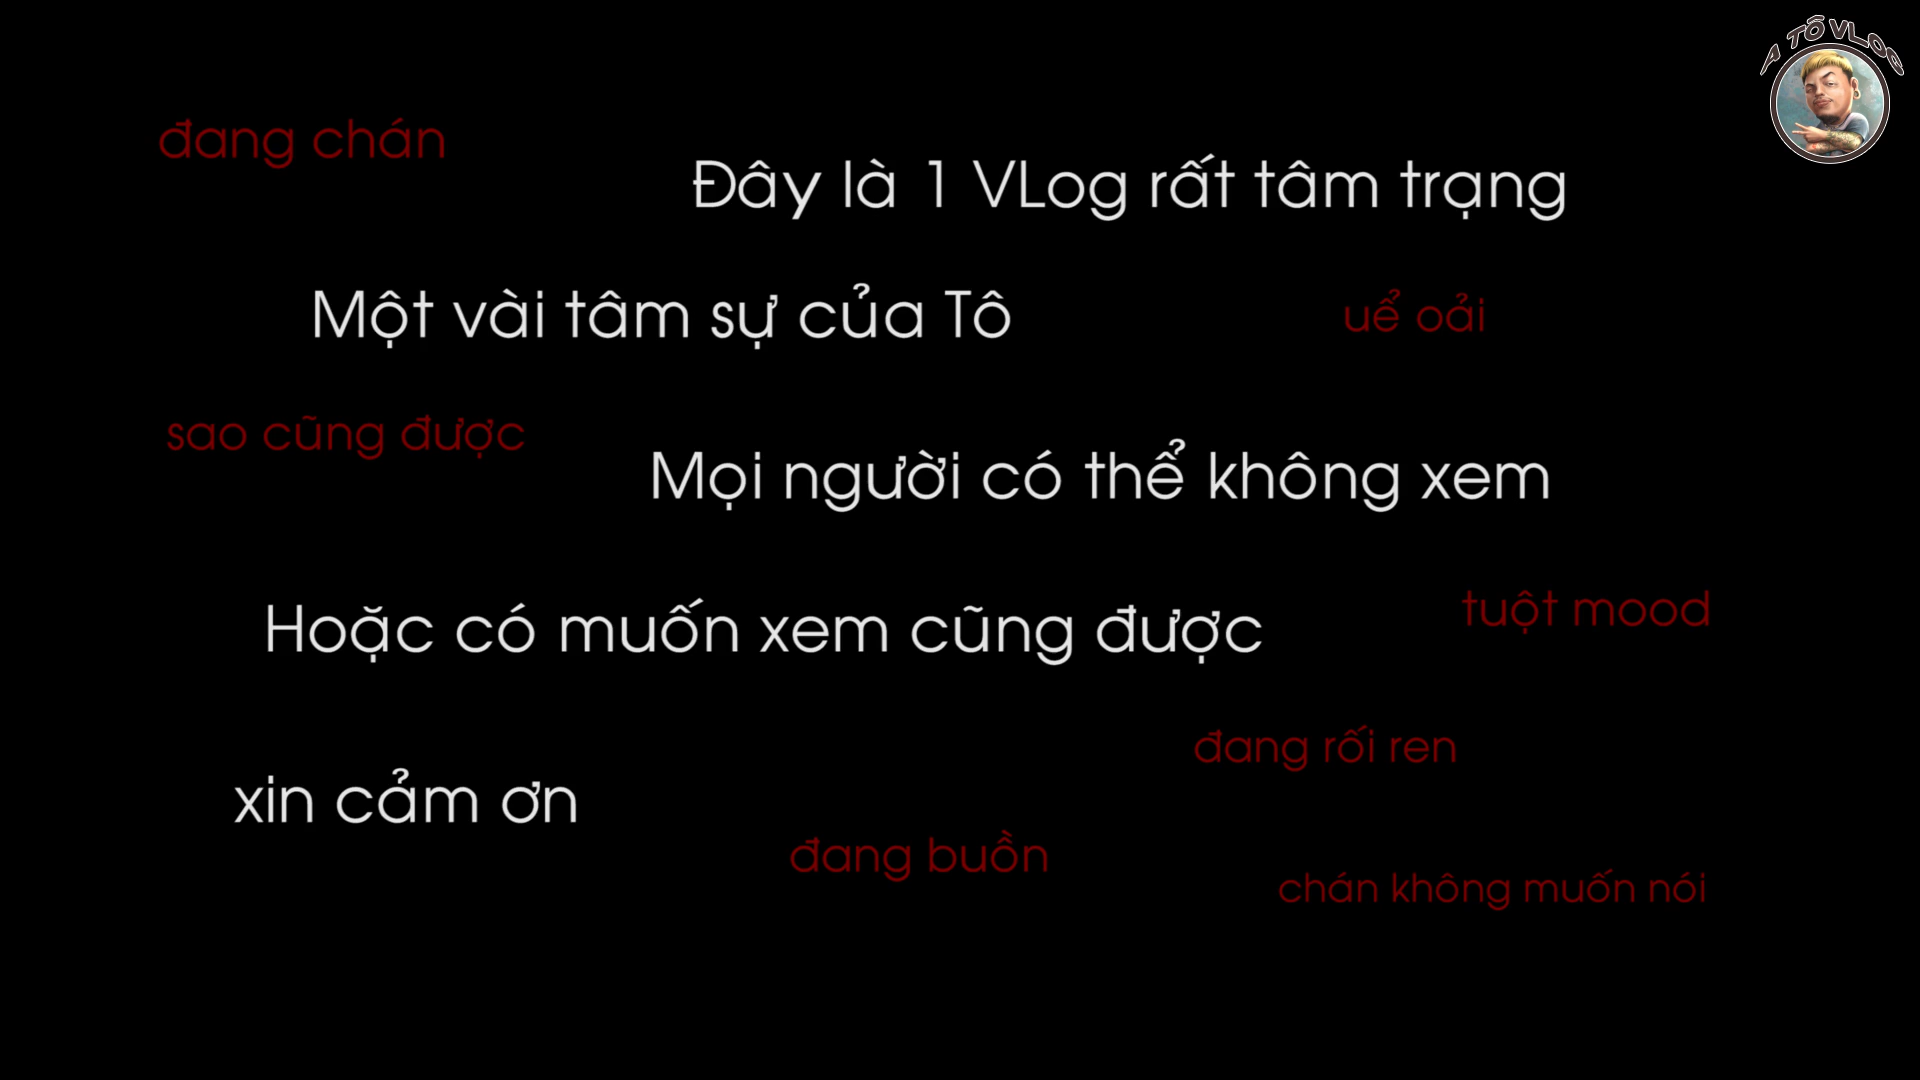 A TÔ VLOG
đang chán
Đây là 1 VLog rất tâm trạng
Một vài tâm sự của Tô
uể oải
sao cũng được
Mọi người có thể không xem
Hoặc có muốn xem cũng được
tuột mood
đang rối ren
xin cảm ơn
đang buồn
chán không muốn nói